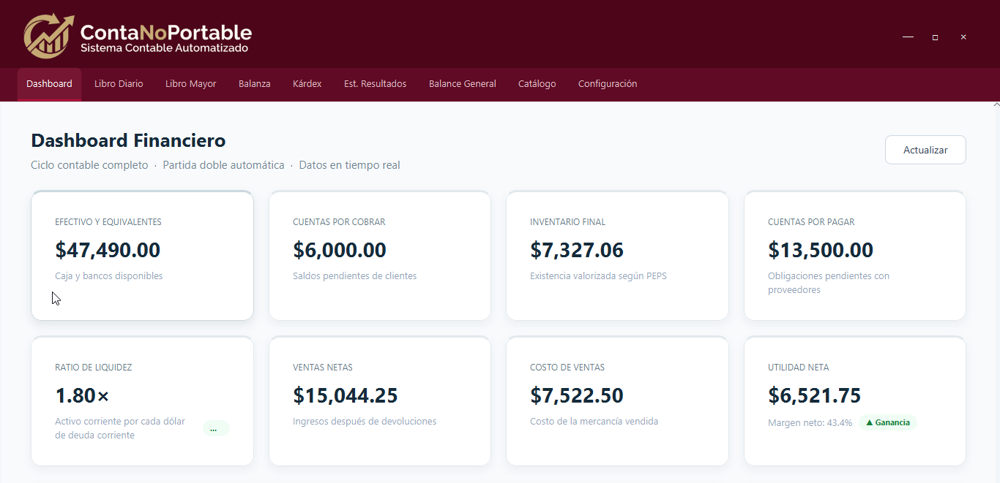 ContaNoPortable
Sistema Contable Automatizado
Dashboard
Libro Diario
Libro Mayor
Balanza
Kárdex
Est. Resultados
Balance General
Catálogo
Configuración
Dashboard Financiero
Ciclo contable completo · Partida doble automática · Datos en tiempo real
Actualizar
EFECTIVO Y EQUIVALENTES
$47,490.00
Caja y bancos disponibles
CUENTAS POR COBRAR
$6,000.00
Saldos pendientes de clientes
INVENTARIO FINAL
$7,327.06
Existencia valorizada según PEPS
CUENTAS POR PAGAR
$13,500.00
Obligaciones pendientes con
proveedores
RATIO DE LIQUIDEZ
1.80×
Activo corriente por cada dólar
de deuda corriente
...
VENTAS NETAS
$15,044.25
Ingresos después de devoluciones
COSTO DE VENTAS
$7,522.50
Costo de la mercancía vendida
UTILIDAD NETA
$6,521.75
Margen neto: 43.4%
▲ Ganancia